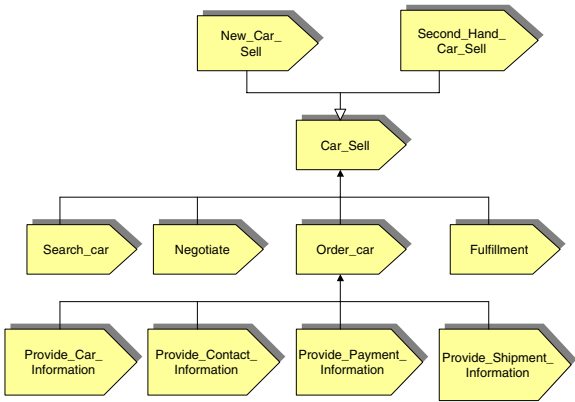 New_Car_
Sell
Second_Hand_
Car_Sell
Car_Sell
Search_car
Negotiate
Order_car
Fulfillment
Provide_Car_
Information
Provide_Contact_
Information
Provide_Payment_
Information
Provide_Shipment_
Information